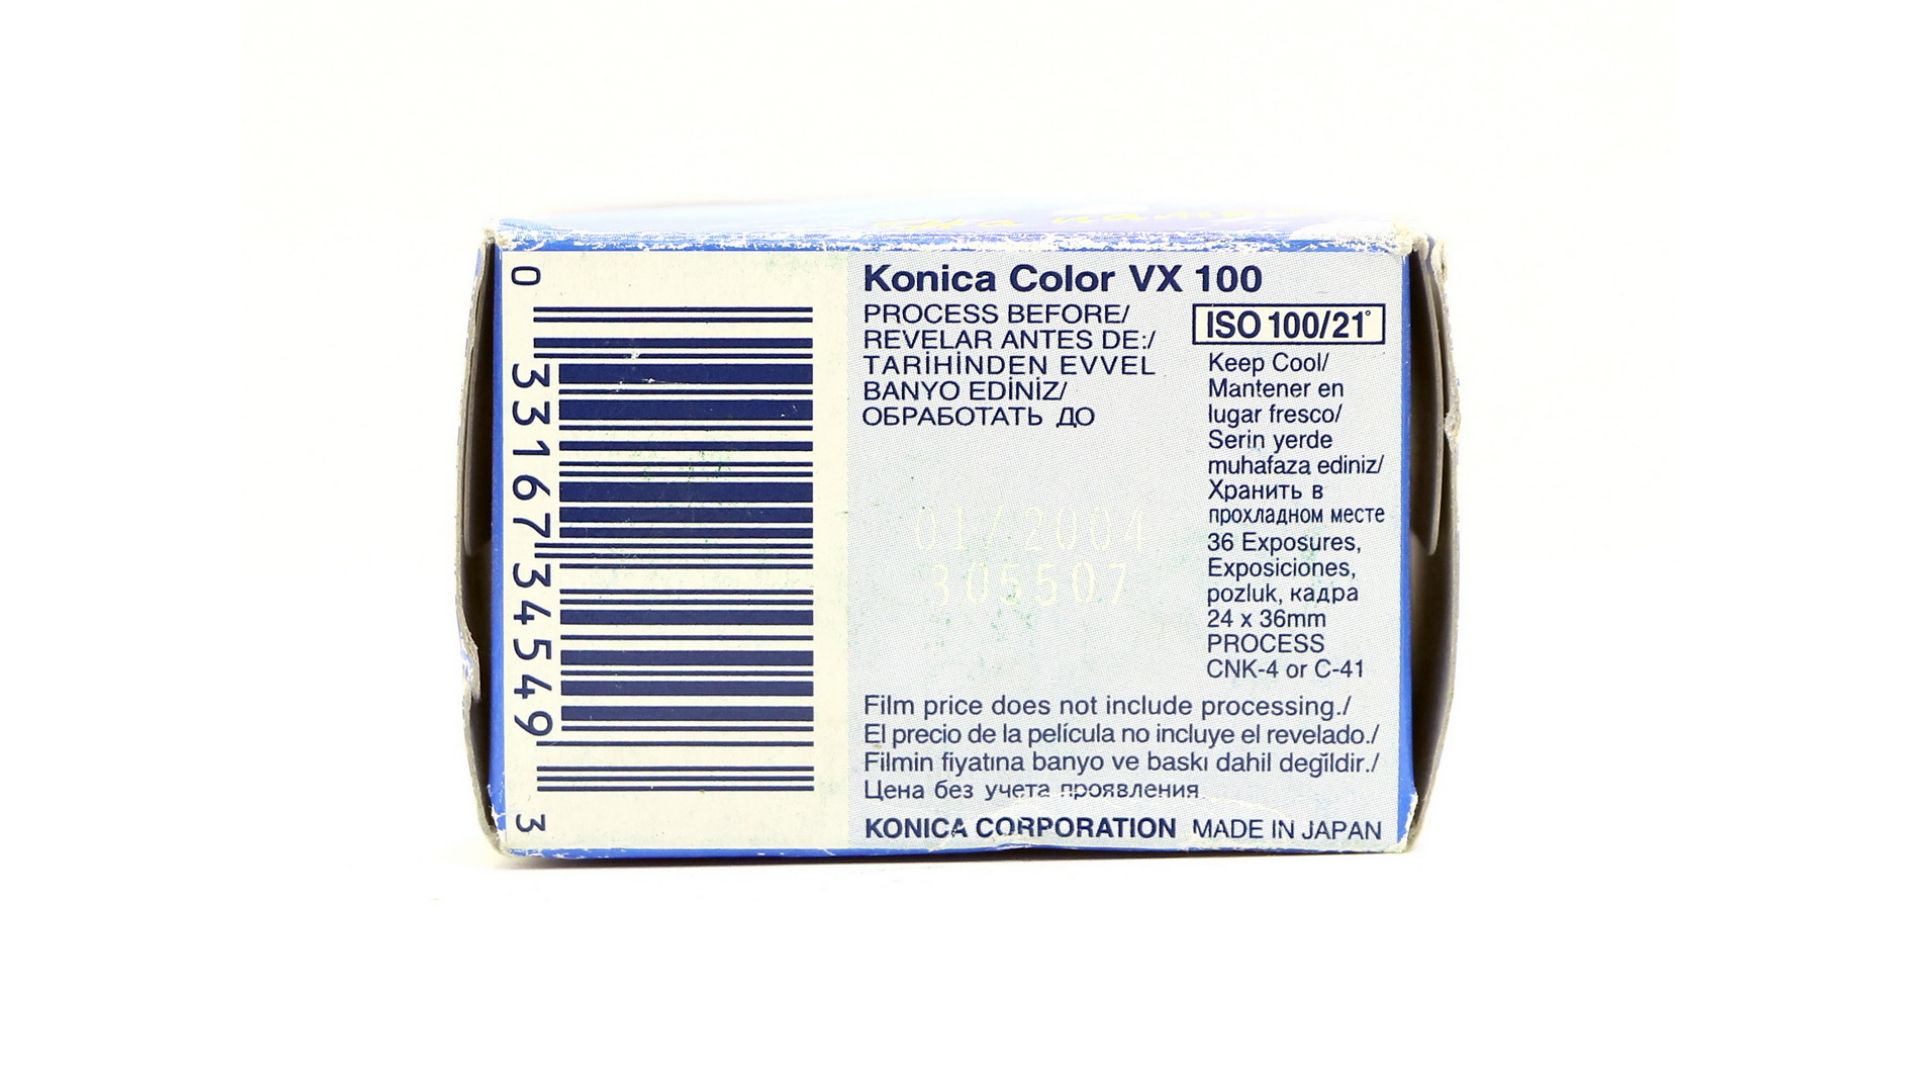 0 33167 34549 3
Konica Color VX 100
PROCESS BEFORE/
REVELAR ANTES DE:/
TARİHİNDEN EVVEL
BANYO EDİNİZ/
ОБРАБОТАТЬ ДО
01/2004
305507
ISO 100/21°
Keep Cool/
Mantener en
lugar fresco/
Serin yerde
muhafaza ediniz/
Хранить в
прохладном месте
36 Exposures,
Exposiciones,
pozluk, кадра
24 x 36mm
PROCESS
CNK-4 or C-41
Film price does not include processing./
El precio de la película no incluye el revelado./
Filmin fiyatına banyo ve baskı dahil değildir./
Цена без учета проявления
KONICA CORPORATION MADE IN JAPAN